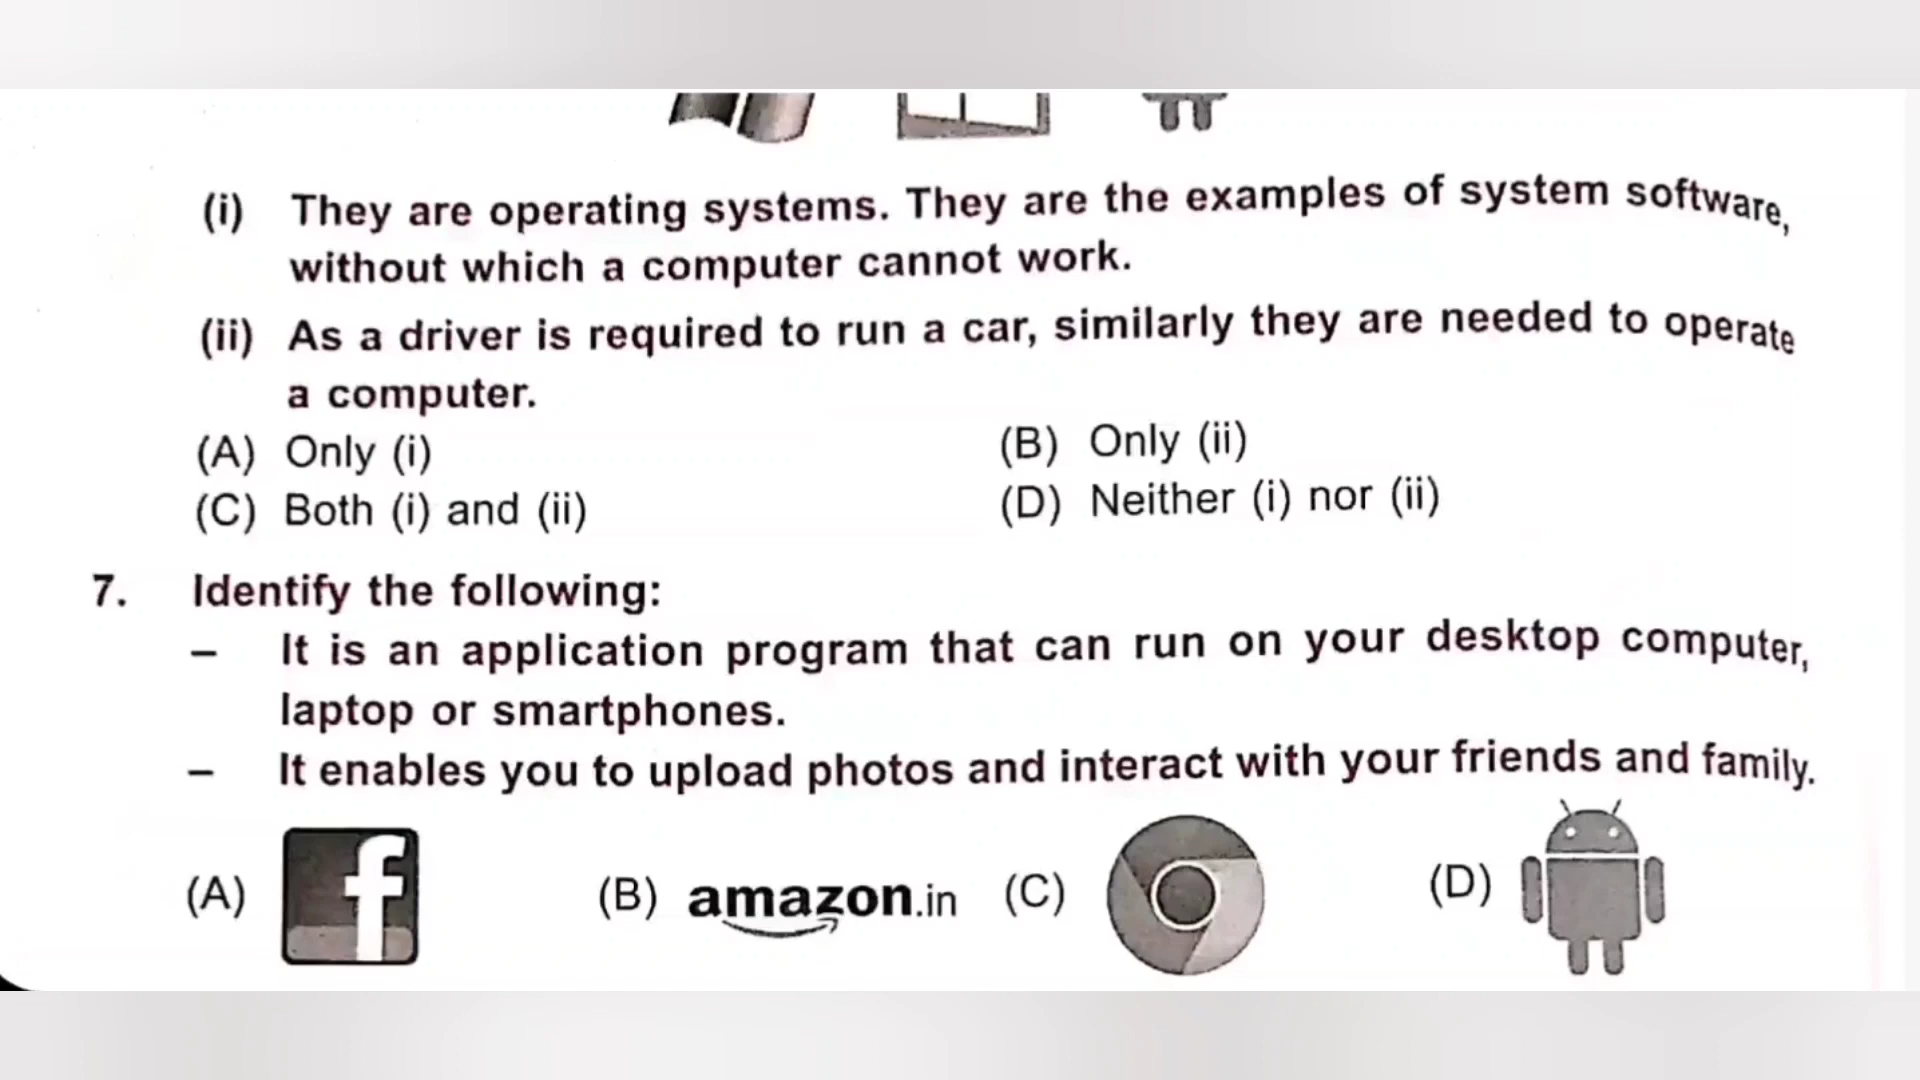 (i) They are operating systems. They are the examples of system software,
without which a computer cannot work.
(ii) As a driver is required to run a car, similarly they are needed to operate
a computer.
(A) Only (i) (B) Only (ii)
(C) Both (i) and (ii) (D) Neither (i) nor (ii)
7. Identify the following:
– It is an application program that can run on your desktop computer,
laptop or smartphones.
– It enables you to upload photos and interact with your friends and family.
(A) f (B) amazon.in (C) (D)